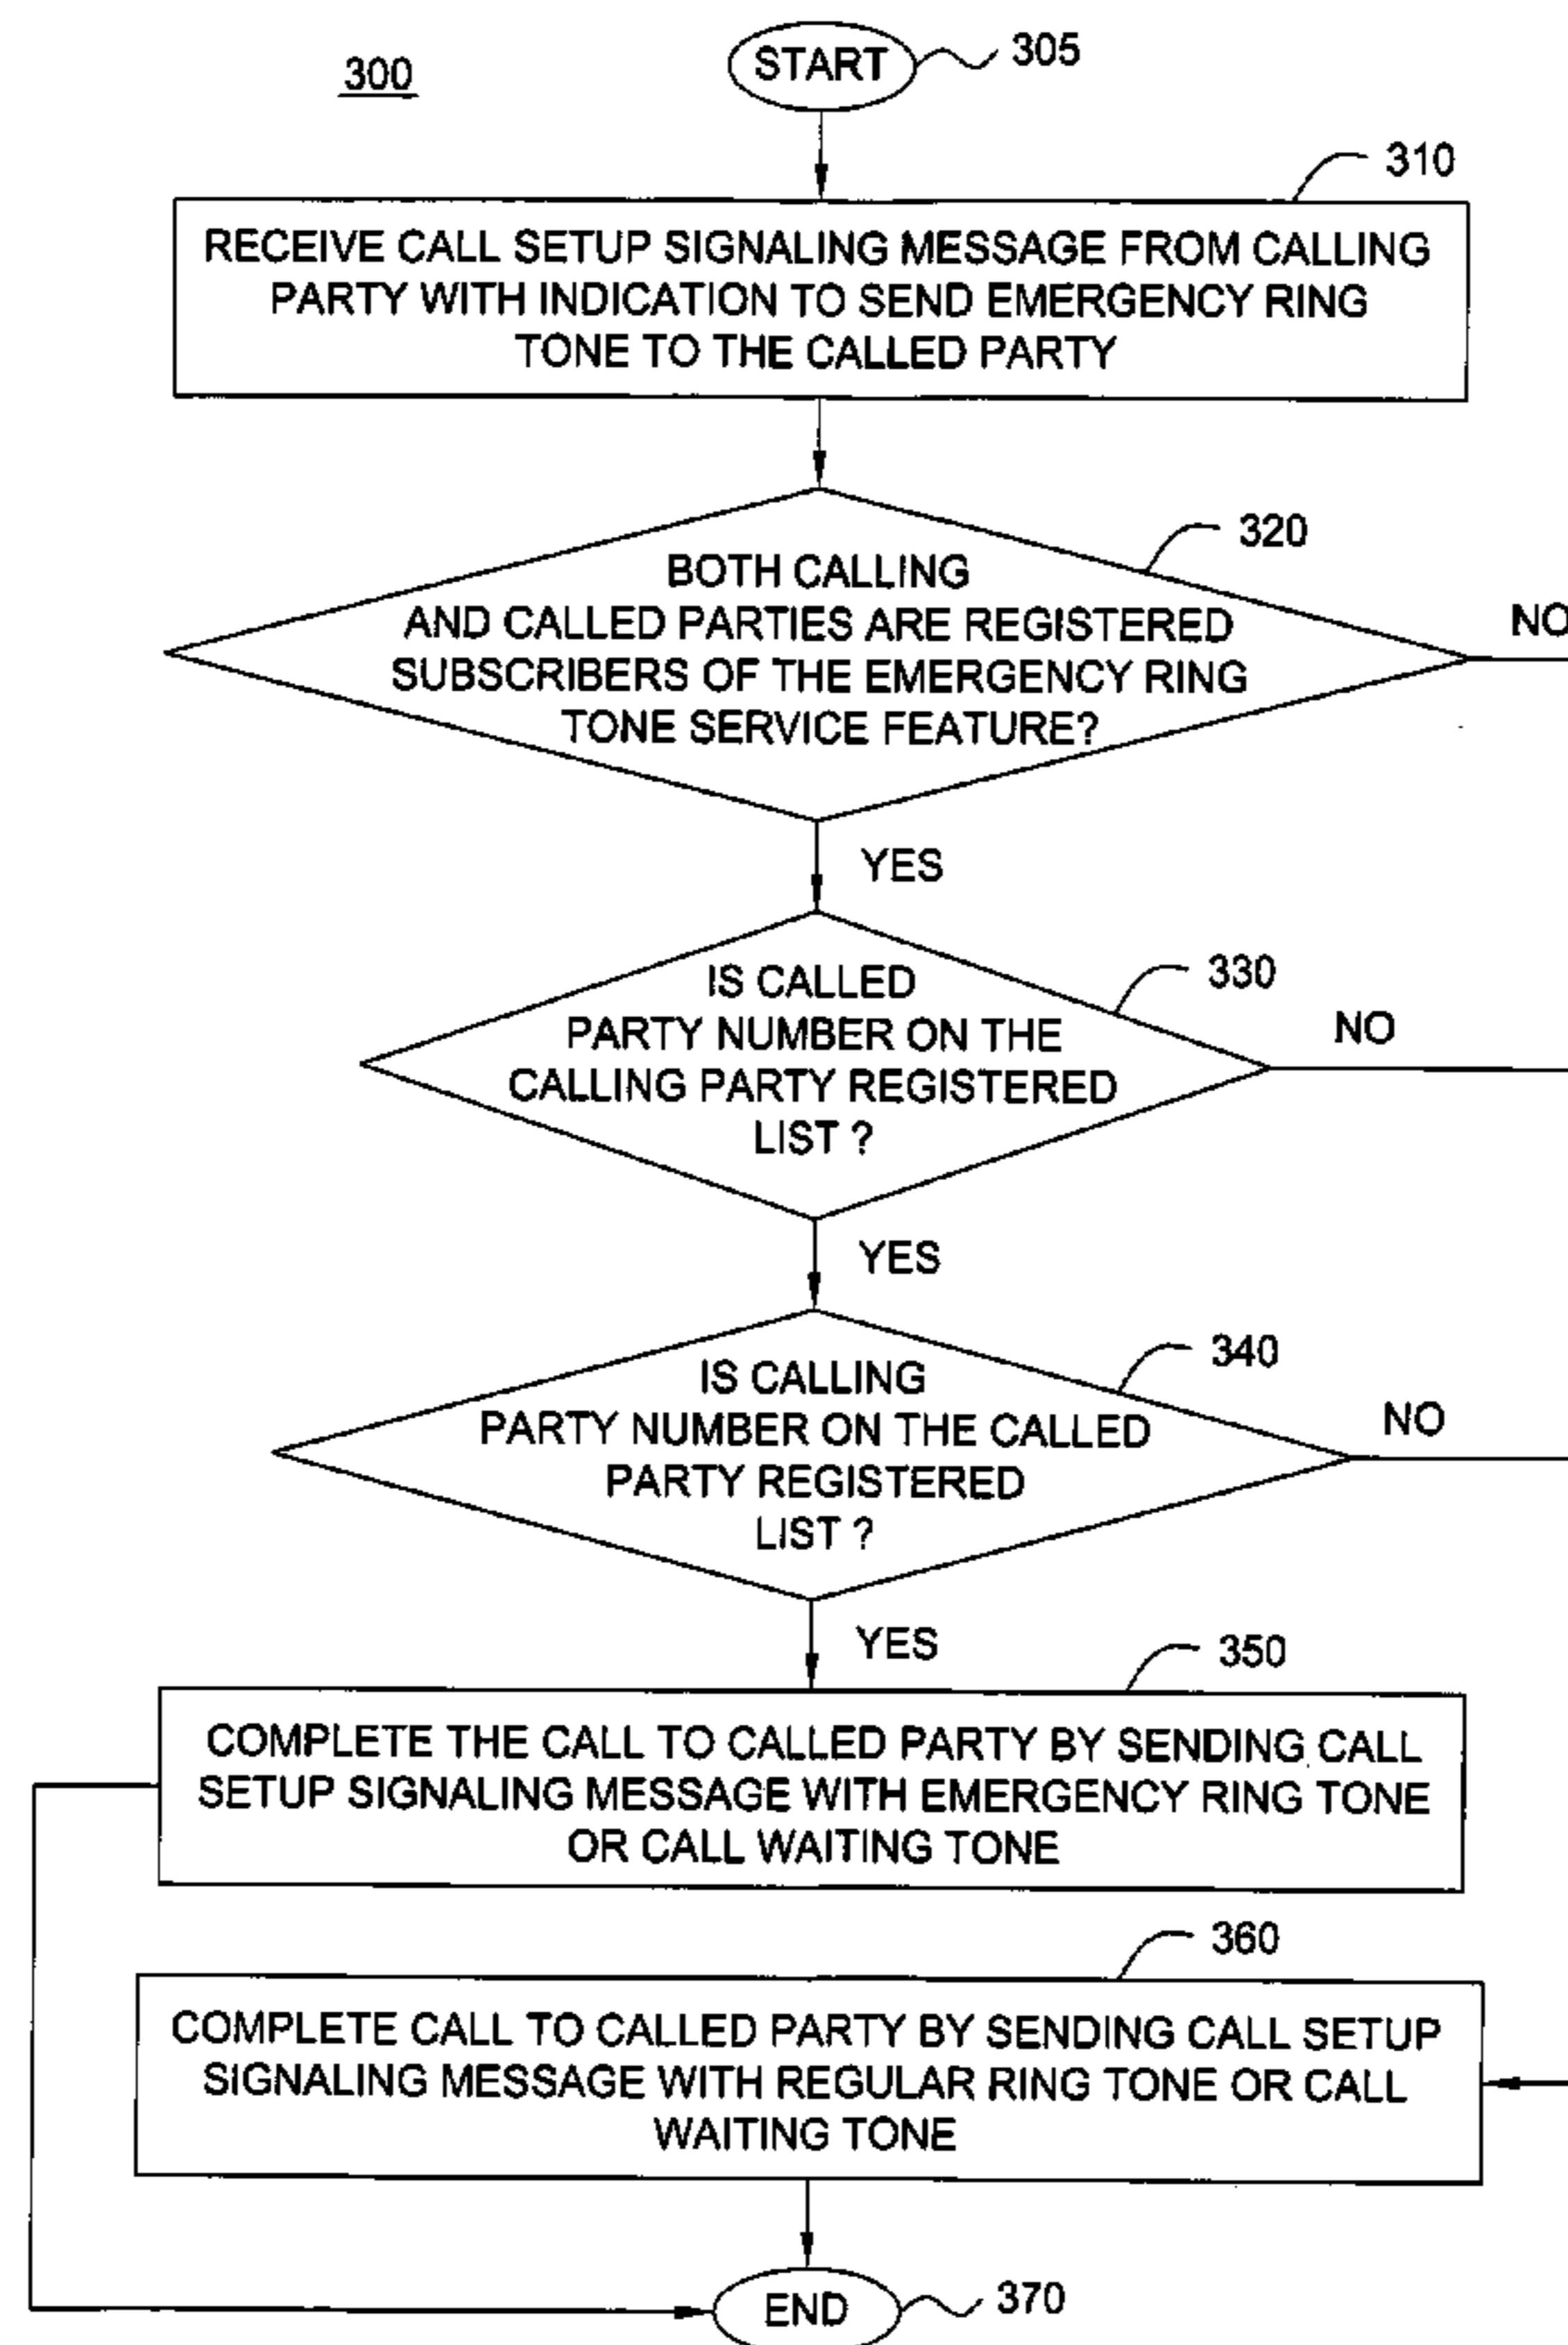 300
START
305
310
RECEIVE CALL SETUP SIGNALING MESSAGE FROM CALLING
PARTY WITH INDICATION TO SEND EMERGENCY RING
TONE TO THE CALLED PARTY
320
BOTH CALLING
AND CALLED PARTIES ARE REGISTERED
SUBSCRIBERS OF THE EMERGENCY RING
TONE SERVICE FEATURE?
NO
YES
330
IS CALLED
PARTY NUMBER ON THE
CALLING PARTY REGISTERED
LIST ?
NO
YES
340
IS CALLING
PARTY NUMBER ON THE CALLED
PARTY REGISTERED
LIST ?
NO
YES
350
COMPLETE THE CALL TO CALLED PARTY BY SENDING CALL
SETUP SIGNALING MESSAGE WITH EMERGENCY RING TONE
OR CALL WAITING TONE
360
COMPLETE CALL TO CALLED PARTY BY SENDING CALL SETUP
SIGNALING MESSAGE WITH REGULAR RING TONE OR CALL
WAITING TONE
END
370